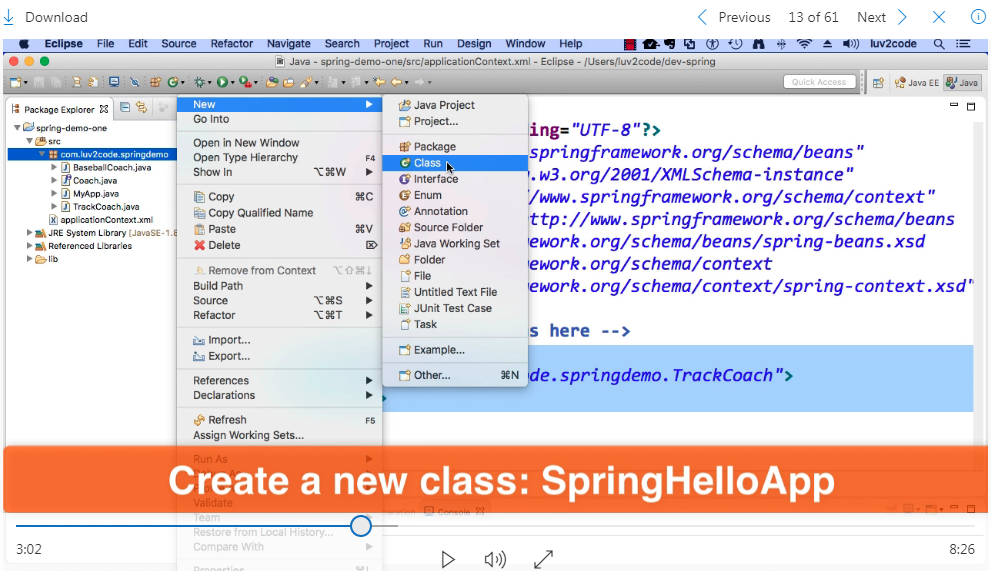 Download
Previous 13 of 61 Next
Eclipse File Edit Source Refactor Navigate Search Project Run Design Window Help luv2code
Java - spring-demo-one/src/applicationContext.xml - Eclipse - /Users/luv2code/dev-spring
Quick Access Java EE Java
Package Explorer
spring-demo-one
src
com.luv2code.springdemo
BaseballCoach.java
Coach.java
MyApp.java
TrackCoach.java
applicationContext.xml
JRE System Library [JavaSE-1.8
Referenced Libraries
lib
New
Go Into
Open in New Window
Open Type Hierarchy F4
Show In ⌥⌘W
Copy ⌘C
Copy Qualified Name
Paste ⌘V
Delete ⌦
Remove from Context ⌥⇧⌘↓
Build Path
Source ⌥⌘S
Refactor ⌥⌘T
Import...
Export...
References
Declarations
Refresh F5
Assign Working Sets...
Run As
Validate
Team
Restore from Local History...
Compare With
Properties ⌘I
Java Project
Project...
Package
Class
Interface
Enum
Annotation
Source Folder
Java Working Set
Folder
File
Untitled Text File
JUnit Test Case
Task
Example...
Other... ⌘N
ing="UTF-8"?>
springframework.org/schema/beans"
.w3.org/2001/XMLSchema-instance"
/www.springframework.org/schema/context"
ttp://www.springframework.org/schema/beans
ework.org/schema/beans/spring-beans.xsd
ework.org/schema/context
ework.org/schema/context/spring-context.xsd"
s here -->
de.springdemo.TrackCoach">
>
Create a new class: SpringHelloApp
Console
3:02 8:26